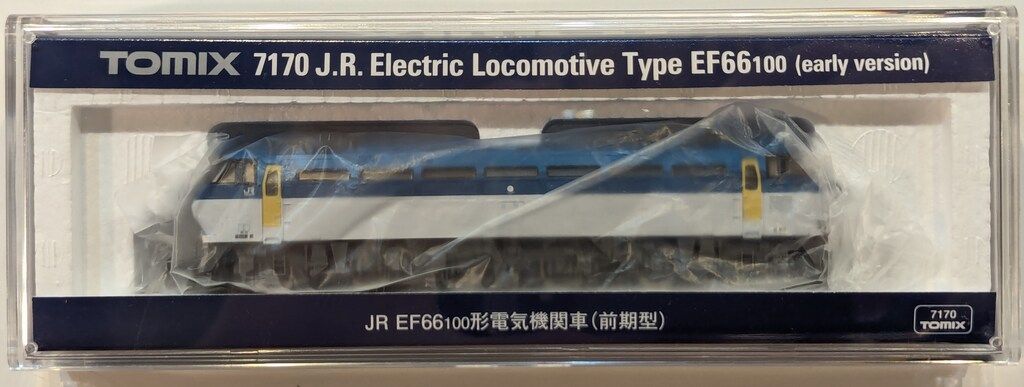 TOMIX 7170 J.R. Electric Locomotive Type EF66100 (early version)
JR
JR EF66100形電気機関車(前期型)
7170
TOMIX